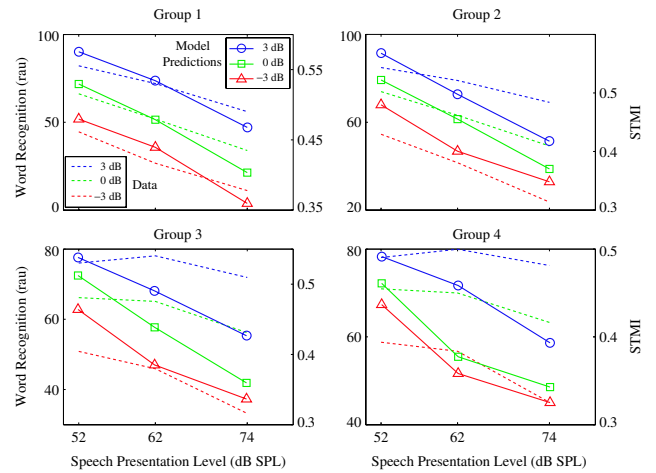 Group 1
Group 2
100
50
0
Word Recognition (rau)
Model
Predictions
3 dB
0 dB
−3 dB
3 dB
0 dB
−3 dB
Data
0.55
0.45
0.35
100
60
20
0.5
0.4
0.3
STMI
Group 3
Group 4
80
60
40
Word Recognition (rau)
0.5
0.4
0.3
52
62
74
Speech Presentation Level (dB SPL)
80
60
40
0.5
0.4
0.3
STMI
52
62
74
Speech Presentation Level (dB SPL)